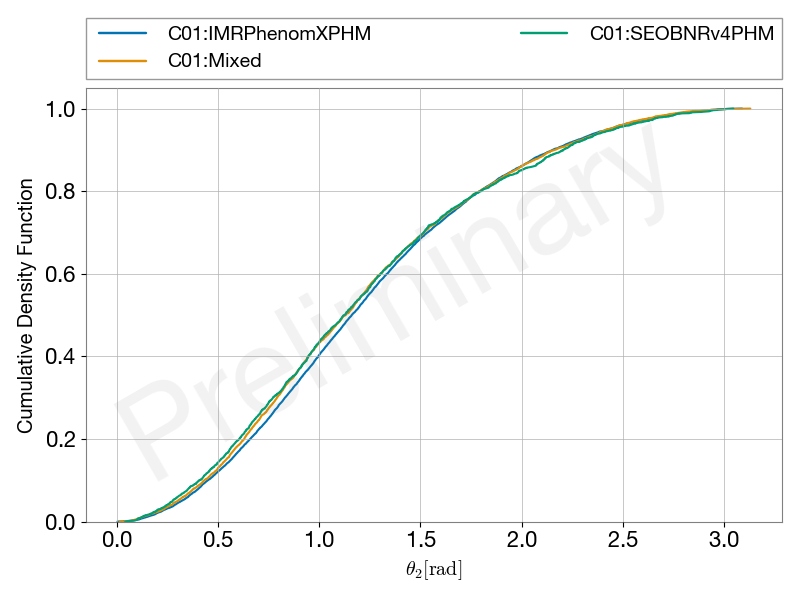 C01:IMRPhenomXPHM
C01:Mixed
C01:SEOBNRv4PHM
1.0
0.8
0.6
0.4
0.2
0.0
Cumulative Density Function
Preliminary
0.0 0.5 1.0 1.5 2.0 2.5 3.0
θ₂[rad]